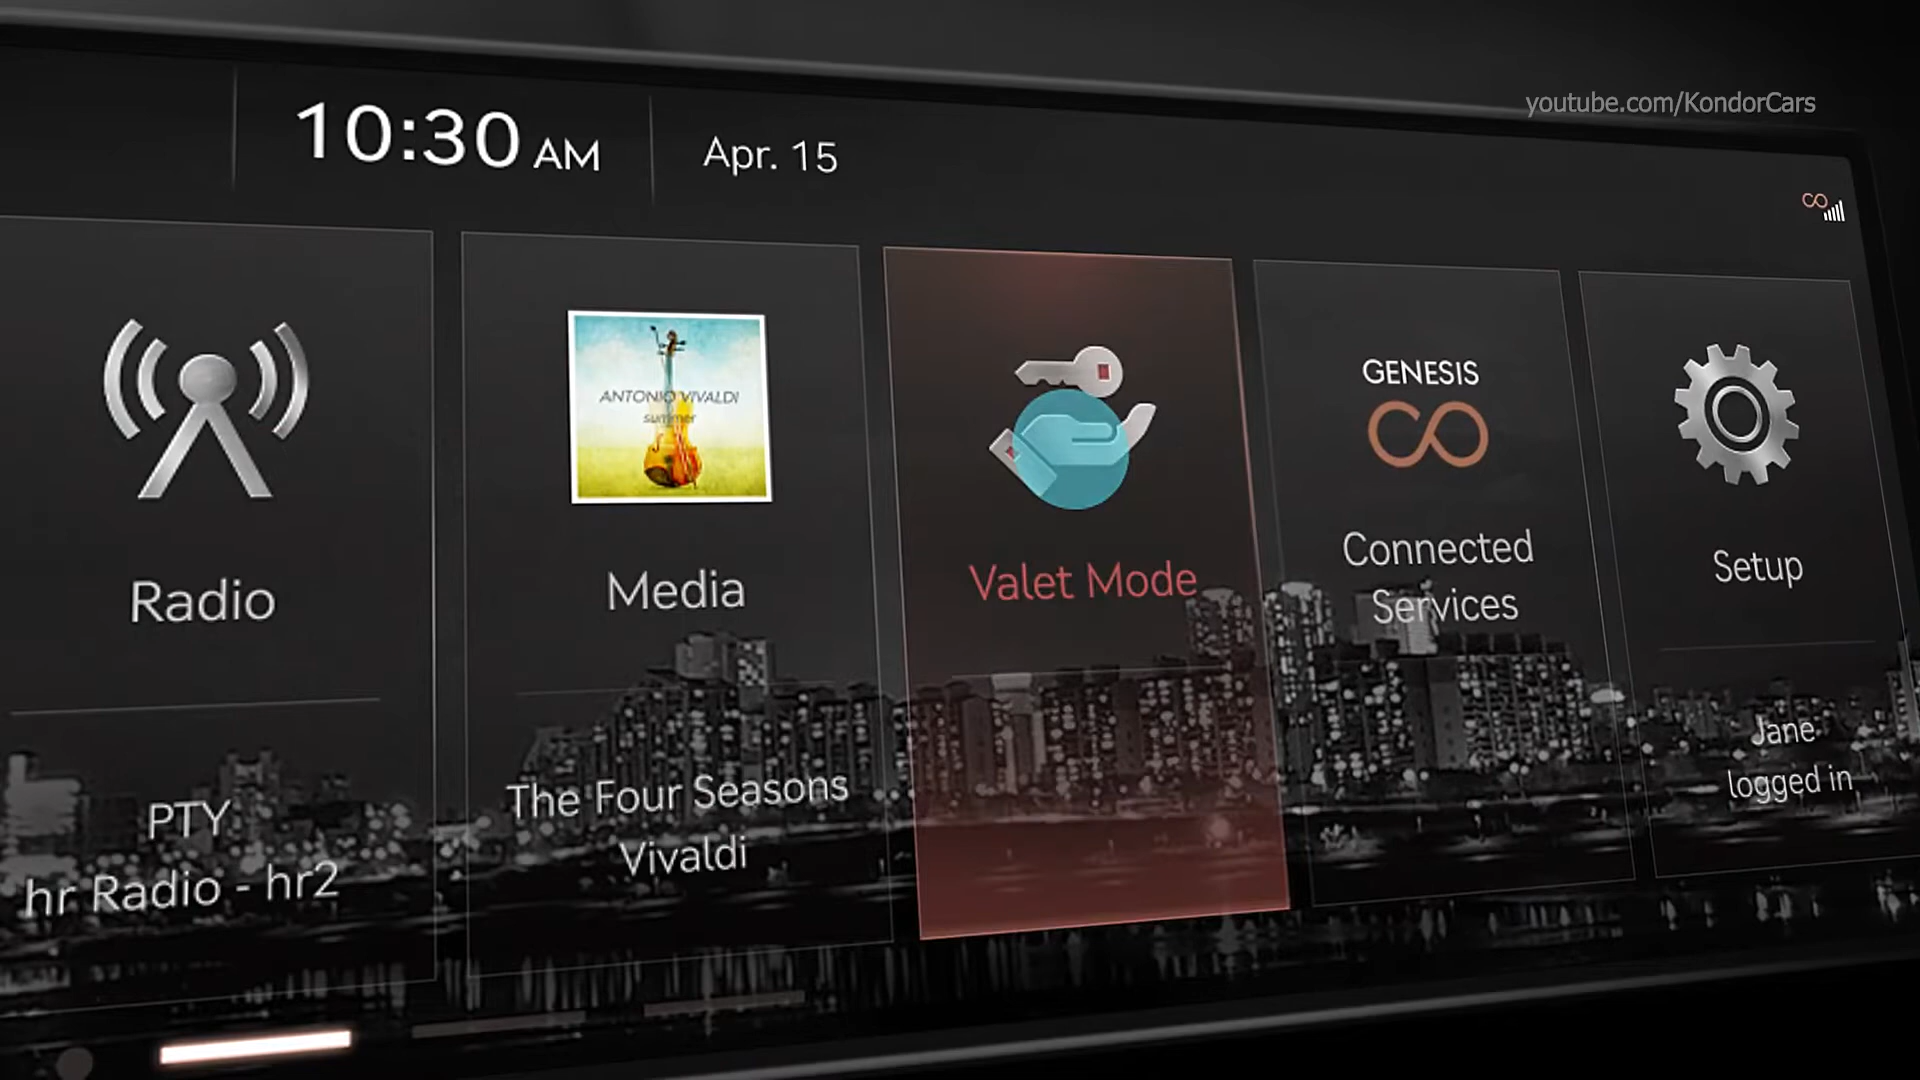 youtube.com/KondorCars
10:30 AM
Apr. 15
Radio
PTY
hr Radio - hr2
ANTONIO VIVALDI
summer
Media
The Four Seasons
Vivaldi
Valet Mode
GENESIS
Connected
Services
Setup
Jane
logged in